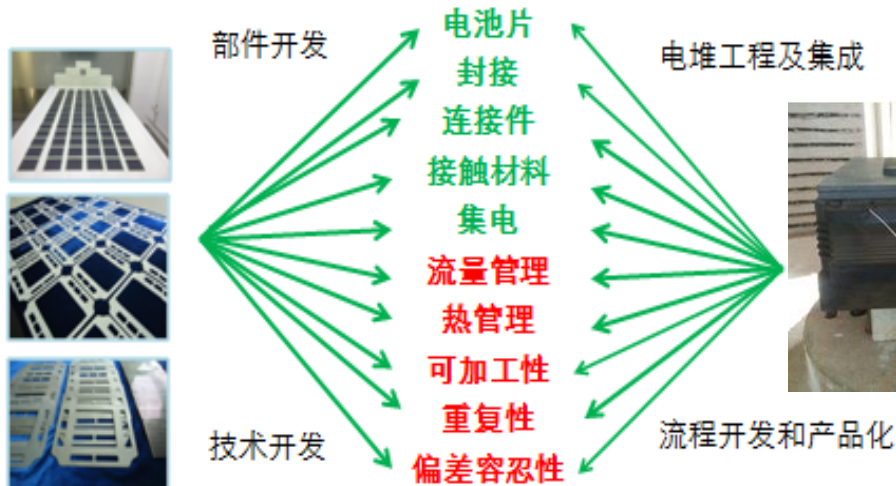 部件开发
电池片
封接
连接件
接触材料
集电
流量管理
热管理
可加工性
重复性
偏差容忍性
技术开发
电堆工程及集成
流程开发和产品化